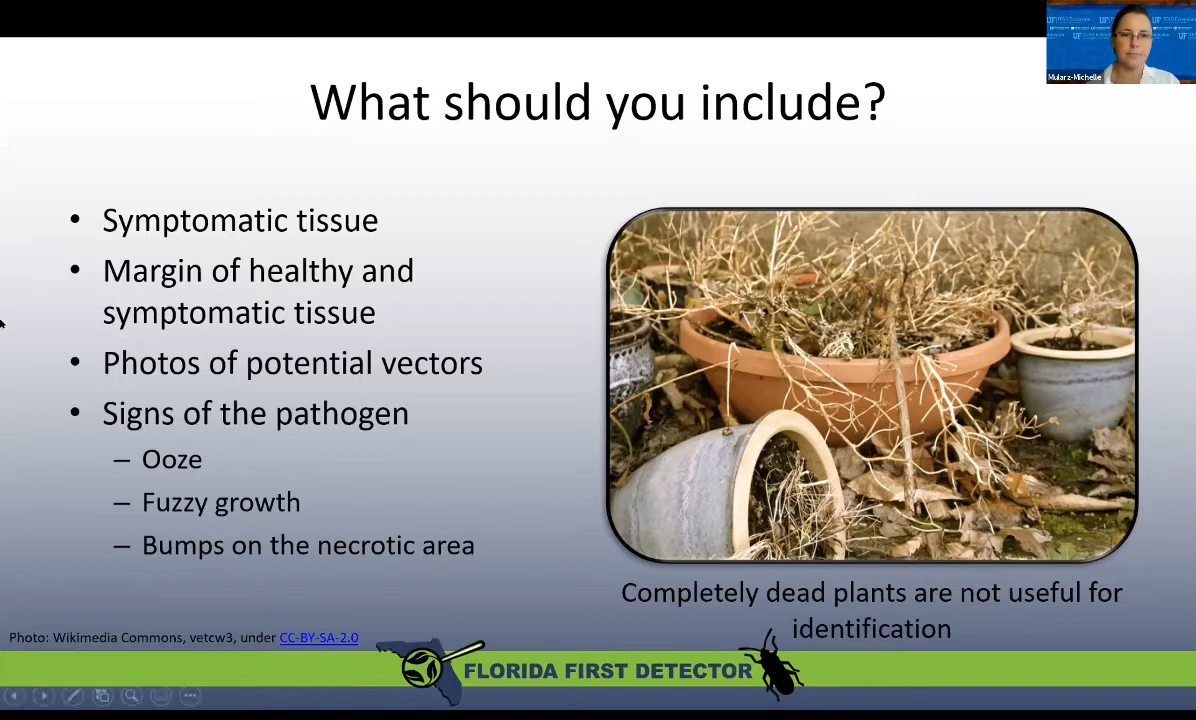 What should you include?
• Symptomatic tissue
• Margin of healthy and
symptomatic tissue
• Photos of potential vectors
• Signs of the pathogen
– Ooze
– Fuzzy growth
– Bumps on the necrotic area
Completely dead plants are not useful for
identification
Photo: Wikimedia Commons, vetcw3, under CC-BY-SA-2.0
FLORIDA FIRST DETECTOR
Mularz-Michelle